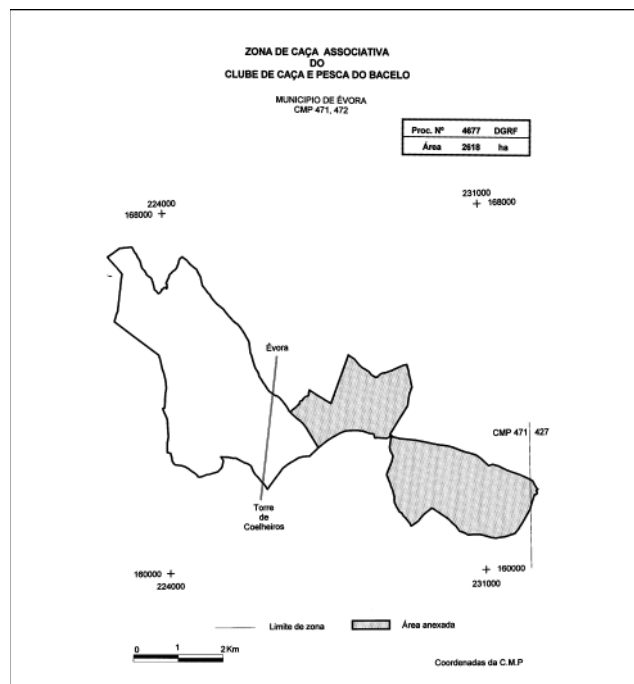 ZONA DE CAÇA ASSOCIATIVA
DO
CLUBE DE CAÇA E PESCA DO BACELO
MUNICIPIO DE ÉVORA
CMP 471, 472
Proc. Nº 4677 DGRF
Área 2618 ha
224000
168000
231000
168000
Évora
CMP 471 427
Torre
de
Coelheiros
160000
224000
160000
231000
Limite de zona
Área anexada
0 1 2Km
Coordenadas da C.M.P